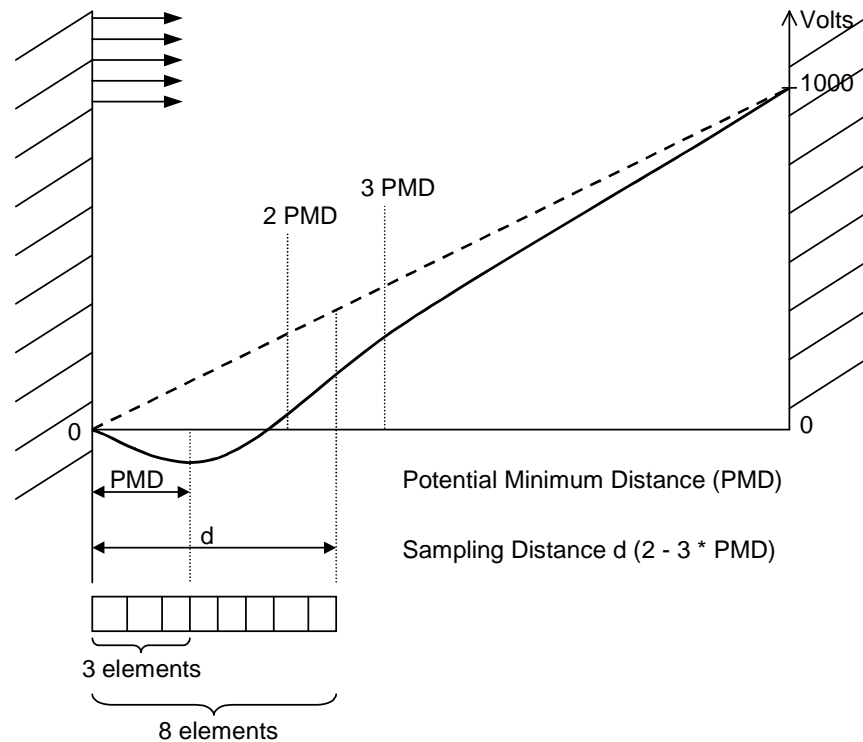 Volts
1000
3 PMD
2 PMD
0
0
PMD
Potential Minimum Distance (PMD)
d
Sampling Distance d (2 - 3 * PMD)
3 elements
8 elements